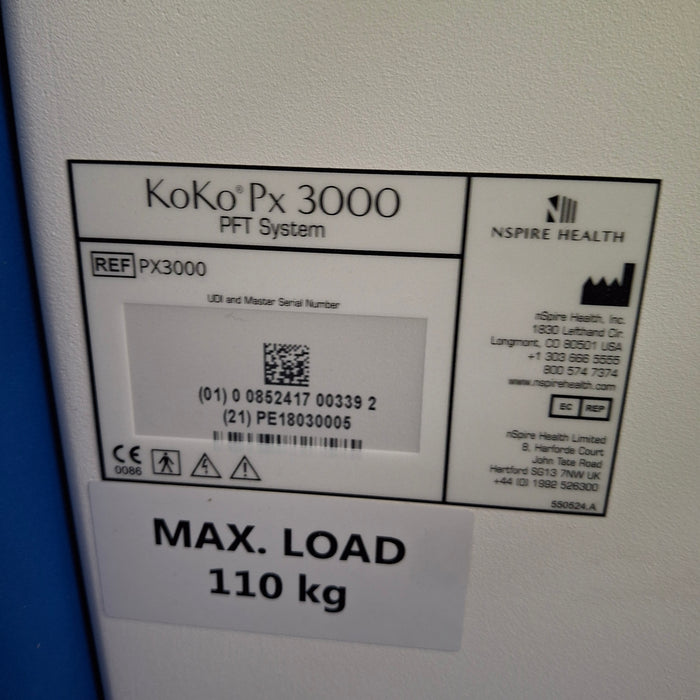 KoKo® Px 3000
PFT System
REF PX3000
UDI and Master Serial Number
(01) 0 0852417 00339 2
(21) PE18030005
CE
0086
NSPIRE HEALTH
nSpire Health, Inc.
1830 Lefthand Cir.
Longmont, CO 80501 USA
+1 303 666 5555
800 574 7374
www.nspirehealth.com
EC REP
nSpire Health Limited
8, Harforde Court
John Tate Road
Hertford SG13 7NW UK
+44 (0) 1992 526300
550524.A
MAX. LOAD
110 kg